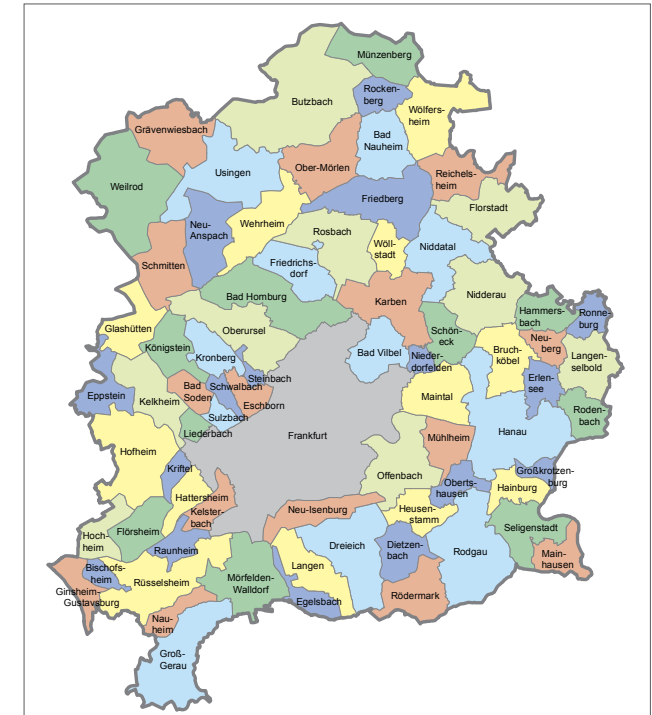 Münzenberg
Rocken-
berg
Butzbach
Wölfers-
heim
Grävenwiesbach
Bad
Nauheim
Usingen
Ober-Mörlen
Reichels-
heim
Weilrod
Friedberg
Florstadt
Neu-
Anspach
Wehrheim
Rosbach
Wöll-
stadt
Niddatal
Schmitten
Friedrichs-
dorf
Bad Homburg
Karben
Nidderau
Glashütten
Oberursel
Schön-
eck
Hammers-
bach
Ronne-
burg
Königstein
Kronberg
Bad Vilbel
Nieder-
dorfelden
Bruch-
köbel
Neu-
berg
Langen-
selbold
Eppstein
Kelkheim
Bad
Soden
Schwalbach
Steinbach
Eschborn
Sulzbach
Maintal
Erlen-
see
Roden-
bach
Liederbach
Frankfurt
Mühlheim
Hanau
Hofheim
Kriftel
Offenbach
Oberts-
hausen
Großkrotzen-
burg
Hainburg
Hattersheim
Kelster-
bach
Neu-Isenburg
Heusen-
stamm
Seligenstadt
Hoch-
heim
Flörsheim
Raunheim
Dreieich
Dietzen-
bach
Rodgau
Main-
hausen
Bischofs-
heim
Rüsselsheim
Mörfelden-
Walldorf
Langen
Ginsheim-
Gustavsburg
Egelsbach
Rödermark
Nau-
heim
Groß-
Gerau